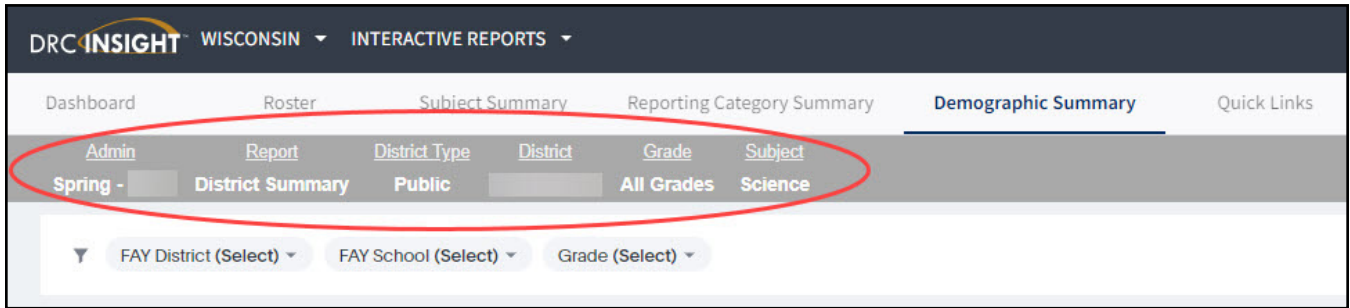 DRC INSIGHT WISCONSIN INTERACTIVE REPORTS
Dashboard Roster Subject Summary Reporting Category Summary Demographic Summary Quick Links
Admin Report District Type District Grade Subject
Spring - District Summary Public All Grades Science
FAY District (Select) FAY School (Select) Grade (Select)